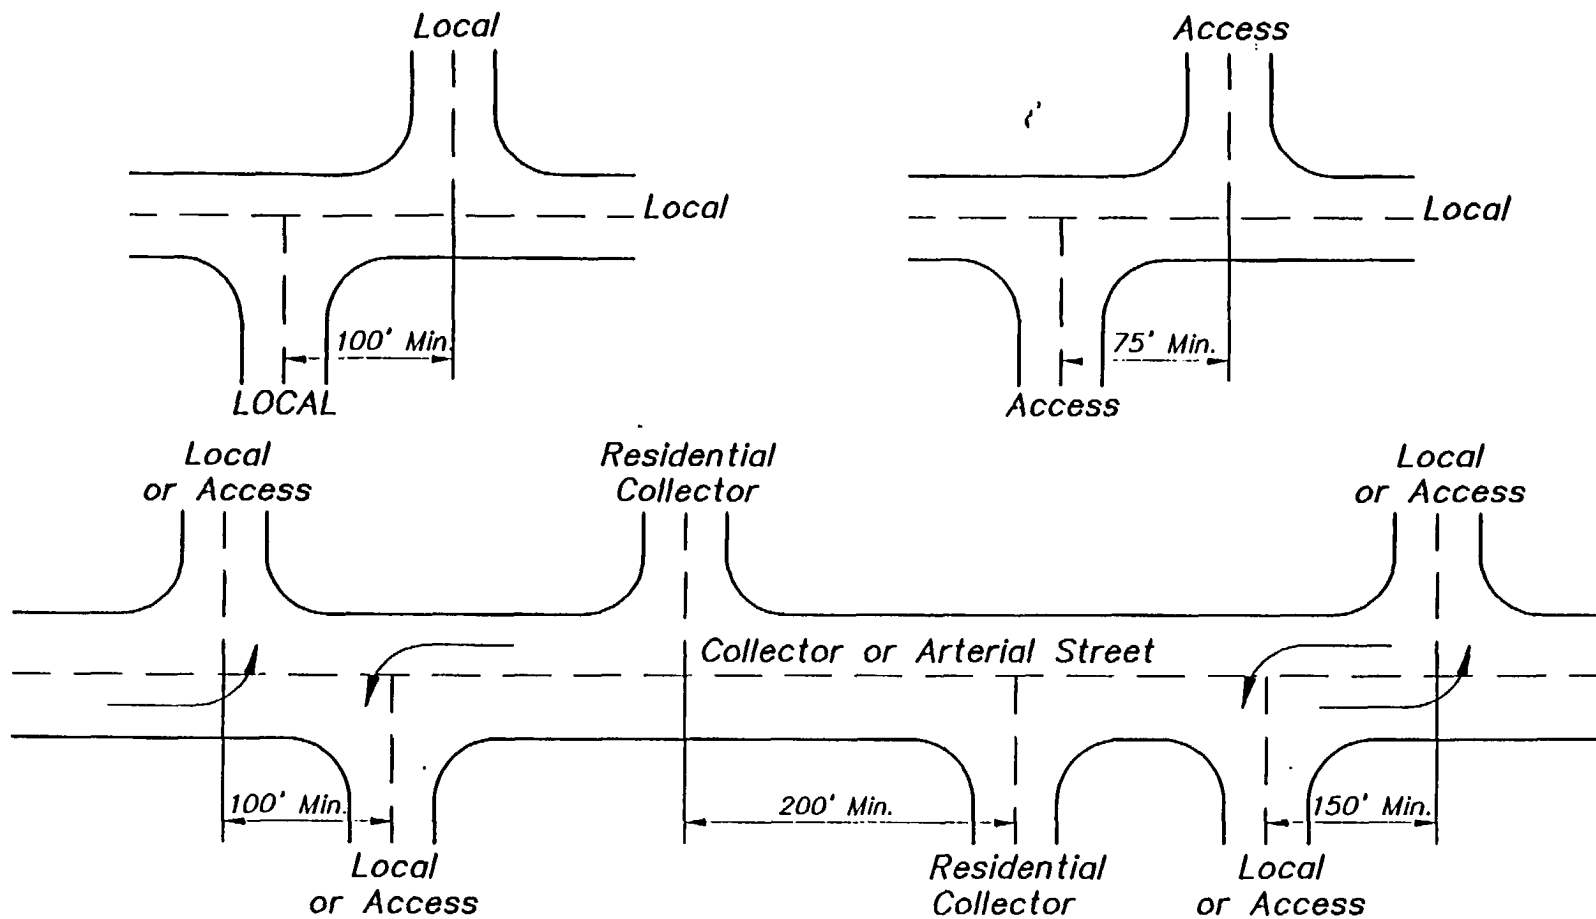 Local
Access
Local
Local
100' Min.
75' Min.
LOCAL
Access
Local
or Access
Residential
Collector
Local
or Access
Collector or Arterial Street
100' Min.
200' Min.
150' Min.
Local
or Access
Residential
Collector
Local
or Access